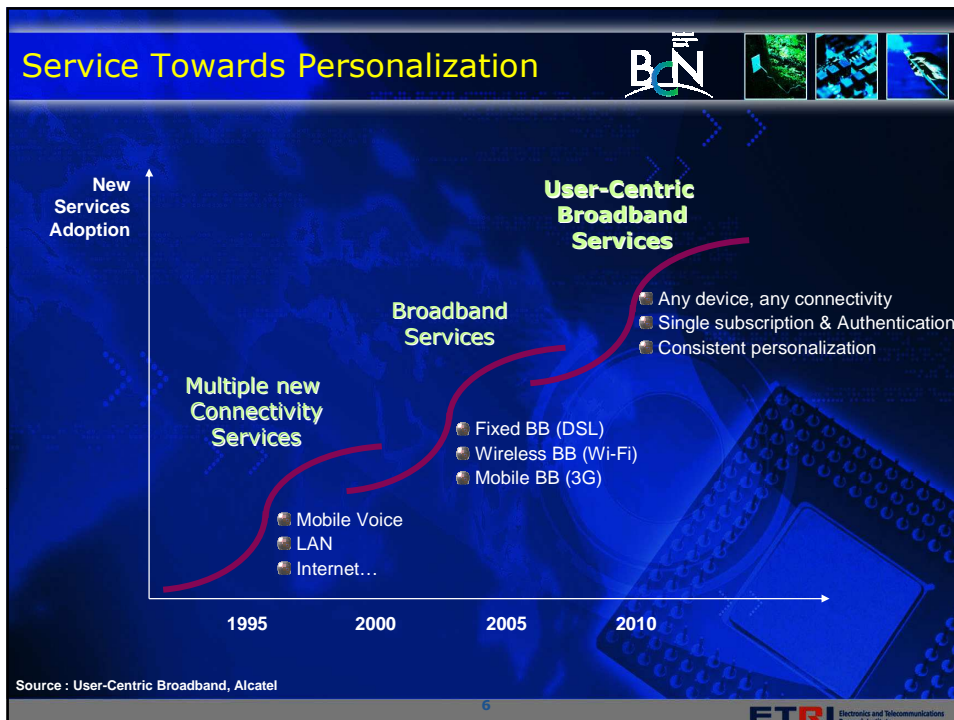 Service Towards Personalization
BcN
New
Services
Adoption
User-Centric
Broadband
Services
Any device, any connectivity
Single subscription & Authentication
Consistent personalization
Broadband
Services
Fixed BB (DSL)
Wireless BB (Wi-Fi)
Mobile BB (3G)
Multiple new
Connectivity
Services
Mobile Voice
LAN
Internet…
1995 2000 2005 2010
Source : User-Centric Broadband, Alcatel
6
ETRI Electronics and Telecommunications